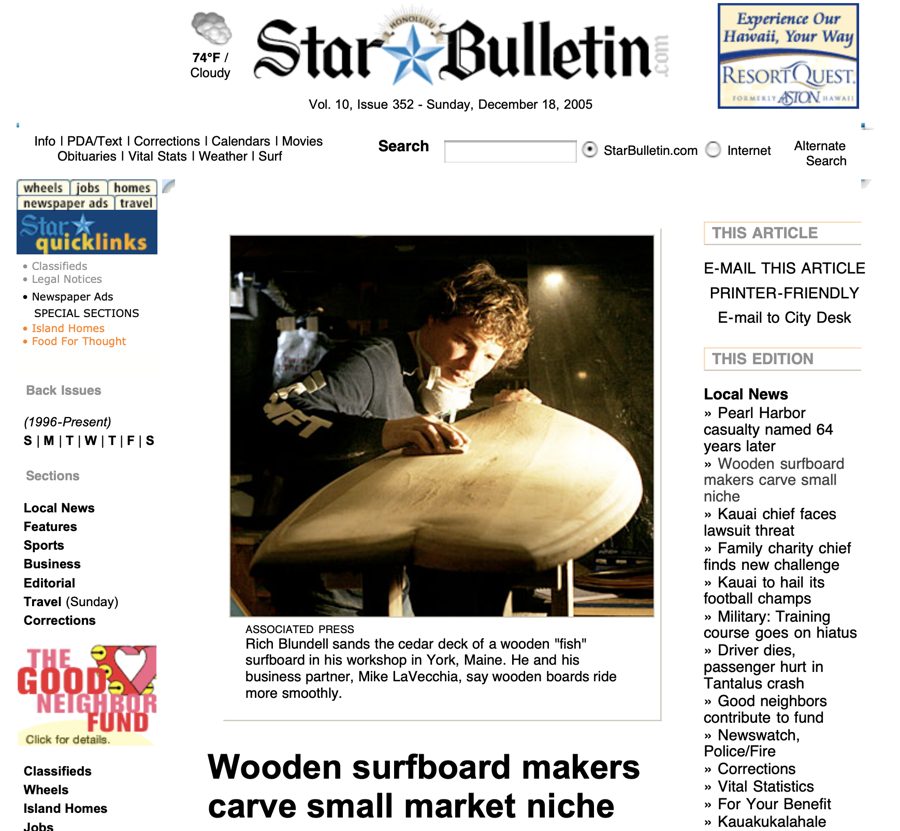 74°F /
Cloudy
HONOLULU
Star Bulletin .com
Experience Our
Hawaii, Your Way
RESORTQUEST.
FORMERLY ASTON HAWAII
Vol. 10, Issue 352 - Sunday, December 18, 2005
Info | PDA/Text | Corrections | Calendars | Movies
Obituaries | Vital Stats | Weather | Surf
Search
StarBulletin.com
Internet
Alternate
Search
wheels jobs homes
newspaper ads travel
Star
quicklinks
• Classifieds
• Legal Notices
• Newspaper Ads
SPECIAL SECTIONS
• Island Homes
• Food For Thought
Back Issues
(1996-Present)
S | M | T | W | T | F | S
Sections
Local News
Features
Sports
Business
Editorial
Travel (Sunday)
Corrections
THE
GOOD
NEIGHBOR
FUND
Click for details.
Classifieds
Wheels
Island Homes
Jobs
NFT
ASSOCIATED PRESS
Rich Blundell sands the cedar deck of a wooden "fish"
surfboard in his workshop in York, Maine. He and his
business partner, Mike LaVecchia, say wooden boards ride
more smoothly.
Wooden surfboard makers
carve small market niche
THIS ARTICLE
E-MAIL THIS ARTICLE
PRINTER-FRIENDLY
E-mail to City Desk
THIS EDITION
Local News
» Pearl Harbor
casualty named 64
years later
» Wooden surfboard
makers carve small
niche
» Kauai chief faces
lawsuit threat
» Family charity chief
finds new challenge
» Kauai to hail its
football champs
» Military: Training
course goes on hiatus
» Driver dies,
passenger hurt in
Tantalus crash
» Good neighbors
contribute to fund
» Newswatch,
Police/Fire
» Corrections
» Vital Statistics
» For Your Benefit
» Kauakukalahale